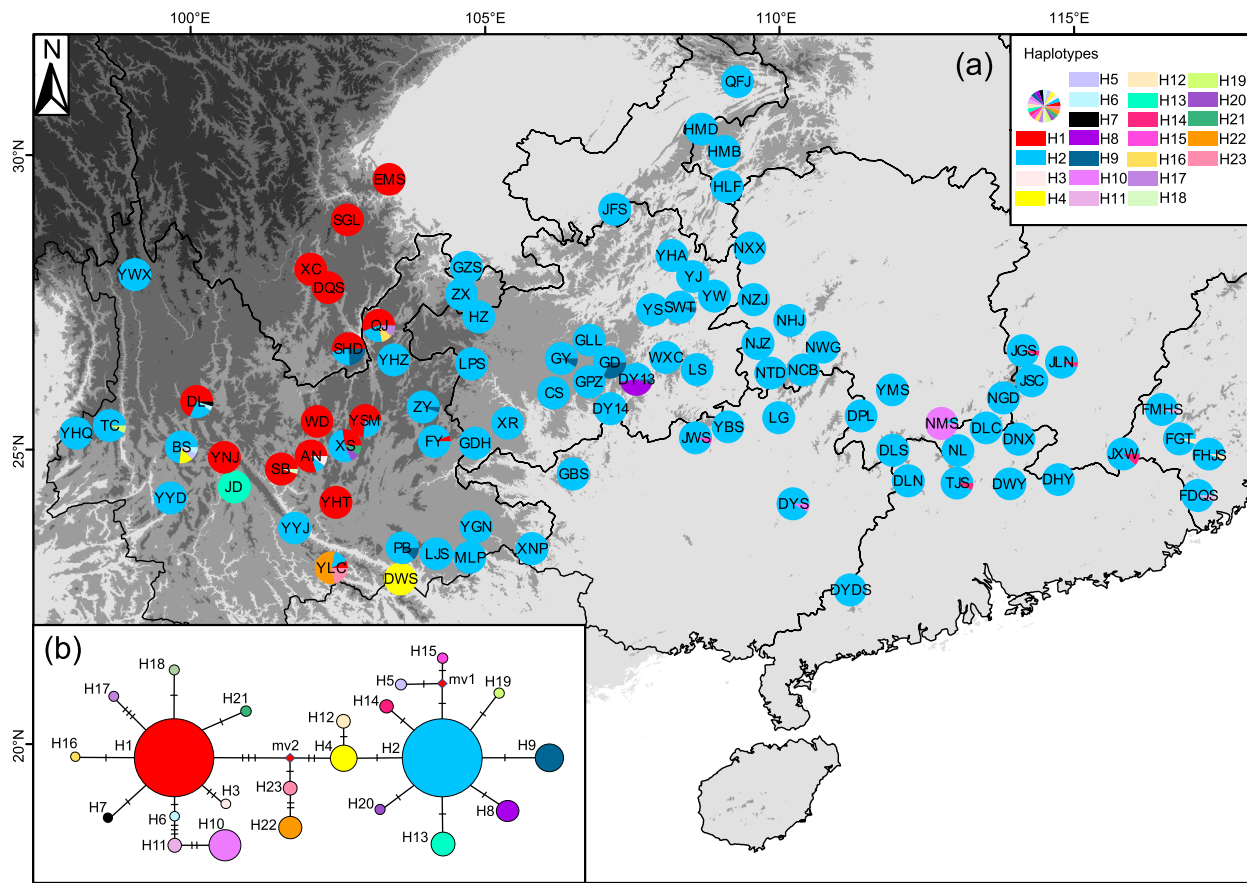 100°E 105°E 110°E 115°E
N
(a)
30°N
25°N
20°N
Haplotypes
H1
H2
H3
H4
H5
H6
H7
H8
H9
H10
H11
H12
H13
H14
H15
H16
H17
H18
H19
H20
H21
H22
H23
QFJ
HMD
HMB
HLF
EMS
SGL
JFS
XC
DQS
YWX
GZS
ZX
HZ
YHA
YJ
NXX
YS
SWT
YW
NZJ
QJ
SHD
YHZ
LPS
GLL
GY
GD
WXC
NJZ
NHJ
NWG
CS
GPZ
DY13
LS
NTD
NCB
JGS
JLN
JSC
NGD
DL
ZY
WD
YSM
XR
DY14
YBS
LG
DPL
YMS
NMS
DLC
DNX
FMHS
YHQ
TC
BS
YNJ
AN
XS
FY
GDH
GBS
JWS
DLS
NL
JXW
FGT
FHJS
SB
JD
YYD
YHT
DYS
DLN
TJS
DWY
DHY
FDQS
YYJ
YGN
PB
LJS
MLP
XNP
YLC
DWS
DYDS
(b)
H15
H18
H5
mv1
H17
H19
H21
H14
H12
H16
H1
mv2
H4
H2
H9
H23
H3
H7
H6
H20
H8
H10
H22
H11
H13